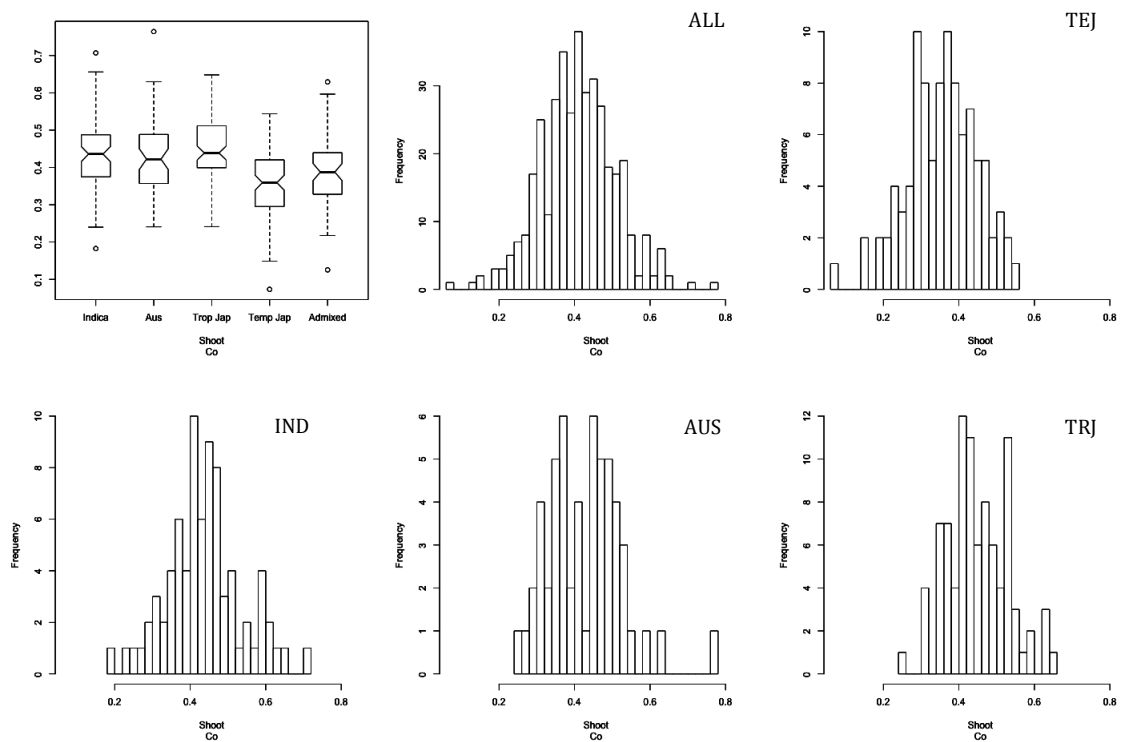 0.7
0.6
0.5
0.4
0.3
0.2
0.1
Indica Aus Trop Jap Temp Jap Admixed
Shoot
Co
ALL
Frequency
30
20
10
0
0.2 0.4 0.6 0.8
Shoot
Co
TEJ
Frequency
10
8
6
4
2
0
0.2 0.4 0.6 0.8
Shoot
Co
IND
Frequency
10
8
6
4
2
0
0.2 0.4 0.6 0.8
Shoot
Co
AUS
Frequency
6
5
4
3
2
1
0
0.2 0.4 0.6 0.8
Shoot
Co
TRJ
Frequency
12
10
8
6
4
2
0
0.2 0.4 0.6 0.8
Shoot
Co